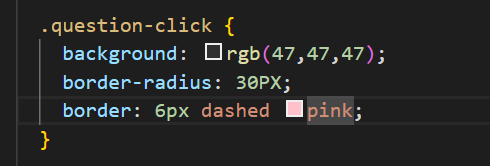 .question-click {
background: rgb(47,47,47);
border-radius: 30PX;
border: 6px dashed pink;
}